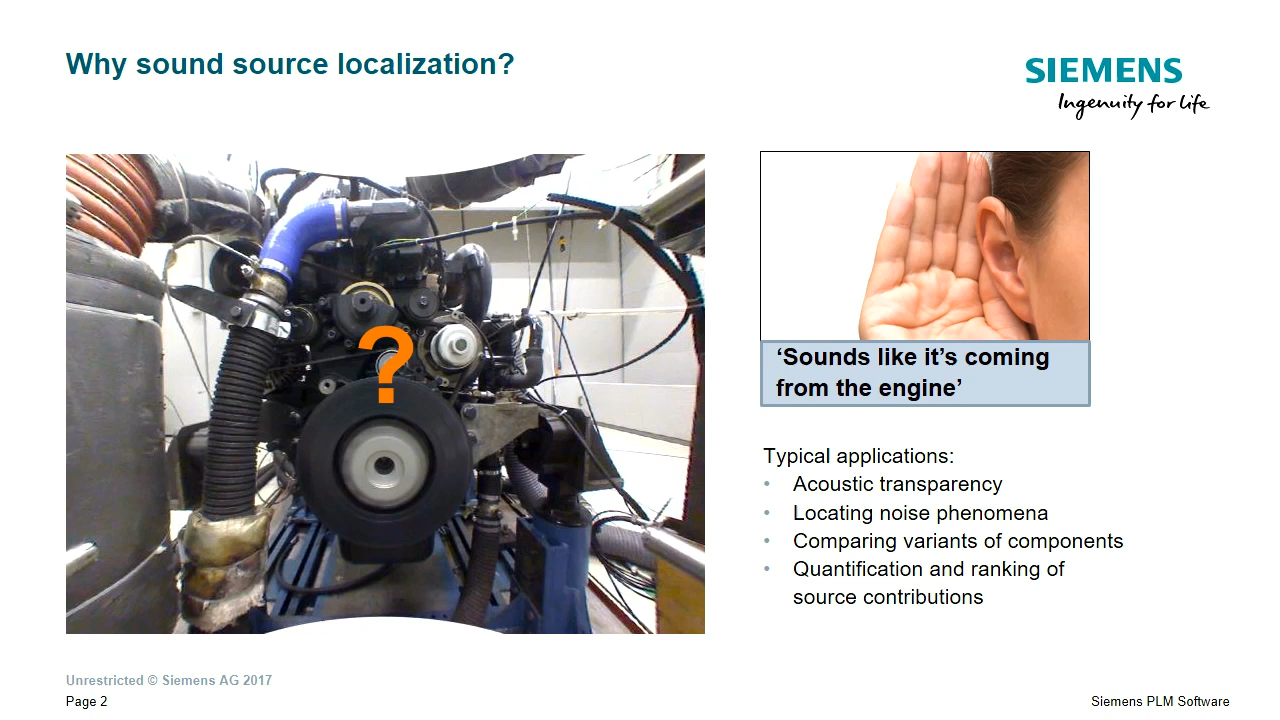 Why sound source localization?
SIEMENS
Ingenuity for life
?
‘Sounds like it’s coming
from the engine’
Typical applications:
• Acoustic transparency
• Locating noise phenomena
• Comparing variants of components
• Quantification and ranking of
source contributions
Unrestricted © Siemens AG 2017
Page 2
Siemens PLM Software